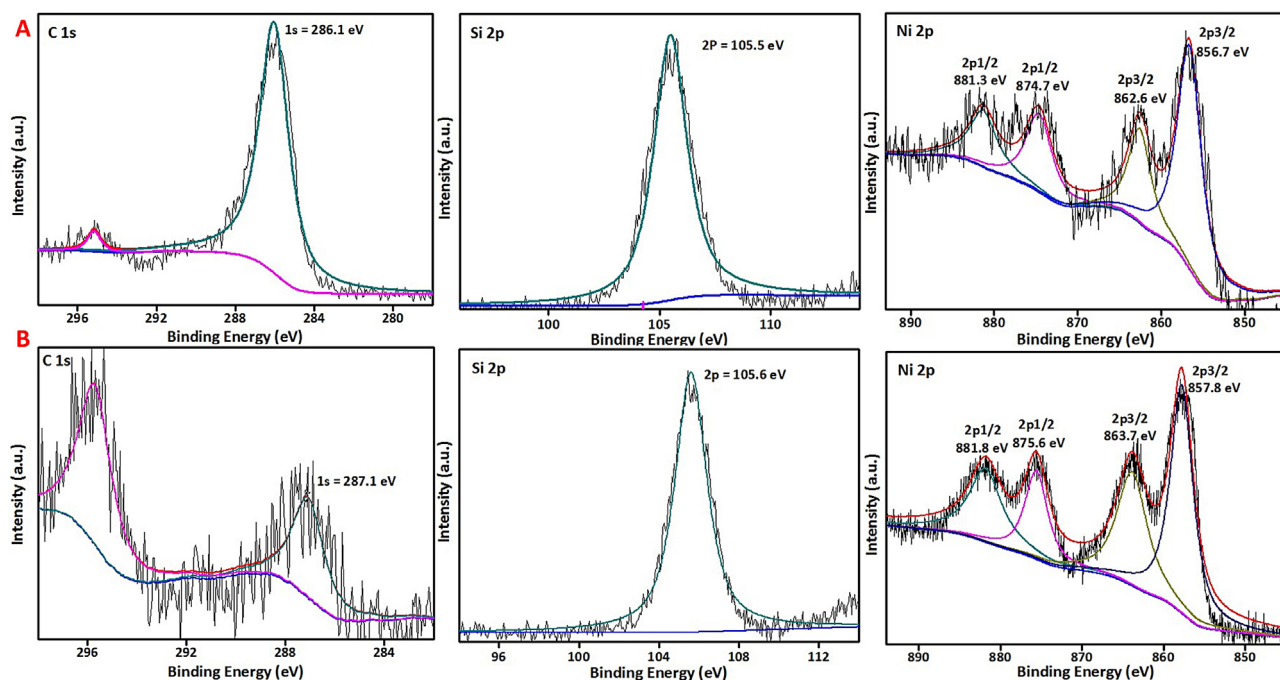 A
C 1s
1s = 286.1 eV
Intensity (a.u.)
296
292
288
284
280
Binding Energy (eV)
Si 2p
2P = 105.5 eV
Intensity (a.u.)
100
105
110
Binding Energy (eV)
Ni 2p
2p1/2
881.3 eV
2p1/2
874.7 eV
2p3/2
862.6 eV
2p3/2
856.7 eV
Intensity (a.u.)
890
880
870
860
850
Binding Energy (eV)
B
C 1s
1s = 287.1 eV
Intensity (a.u.)
296
292
288
284
Binding Energy (eV)
Si 2p
2p = 105.6 eV
Intensity (a.u.)
96
100
104
108
112
Binding Energy (eV)
Ni 2p
2p1/2
881.8 eV
2p1/2
875.6 eV
2p3/2
863.7 eV
2p3/2
857.8 eV
Intensity (a.u.)
890
880
870
860
850
Binding Energy (eV)